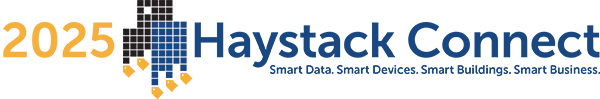 2025 Haystack Connect
Smart Data. Smart Devices. Smart Buildings. Smart Business.